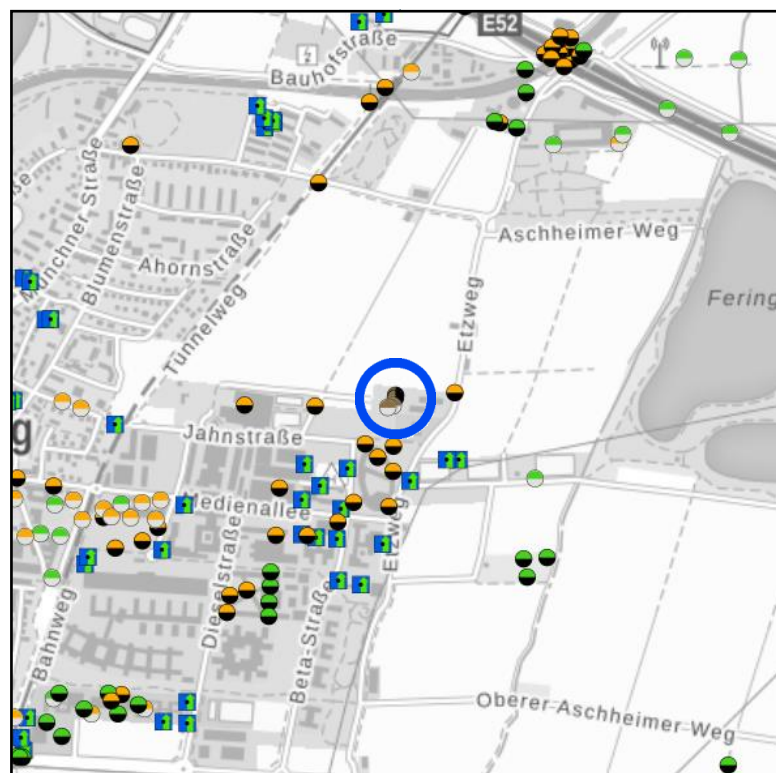 E52
Bauhofstraße
Münchner Straße
Blumenstraße
Ahornstraße
Tunnelweg
Aschheimer Weg
Etzweg
Fering
g
Jahnstraße
Medienallee
Etzweg
Dieselstraße
Beta-Straße
Bahnweg
Oberer Aschheimer Weg